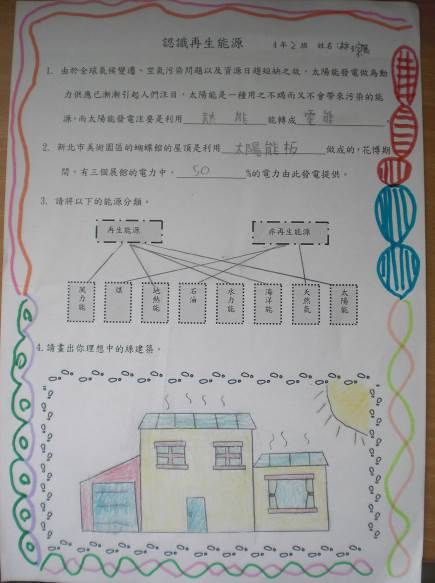 認識再生能源 4年2班 姓名:
1. 由於全球氣候變遷、空氣污染問題以及資源日趨短缺之故,太陽能發電做為動
力供應已漸漸引起人們注目,太陽能是一種用之不竭而又不會帶來污染的能
源,而太陽能發電注要是利用 熱能 能轉成 電能 。
2. 新北市美術園區的蝴蝶館的屋頂是利用 太陽能板 做成的,花博期
間,有三個展館的電力中, 50 %的電力由此發電提供。
3. 請將以下的能源分類。
再生能源 非再生能源
風力能 煤 地熱能 石油 水力能 海洋能 天然氣 太陽能
4.請畫出你理想中的綠建築。